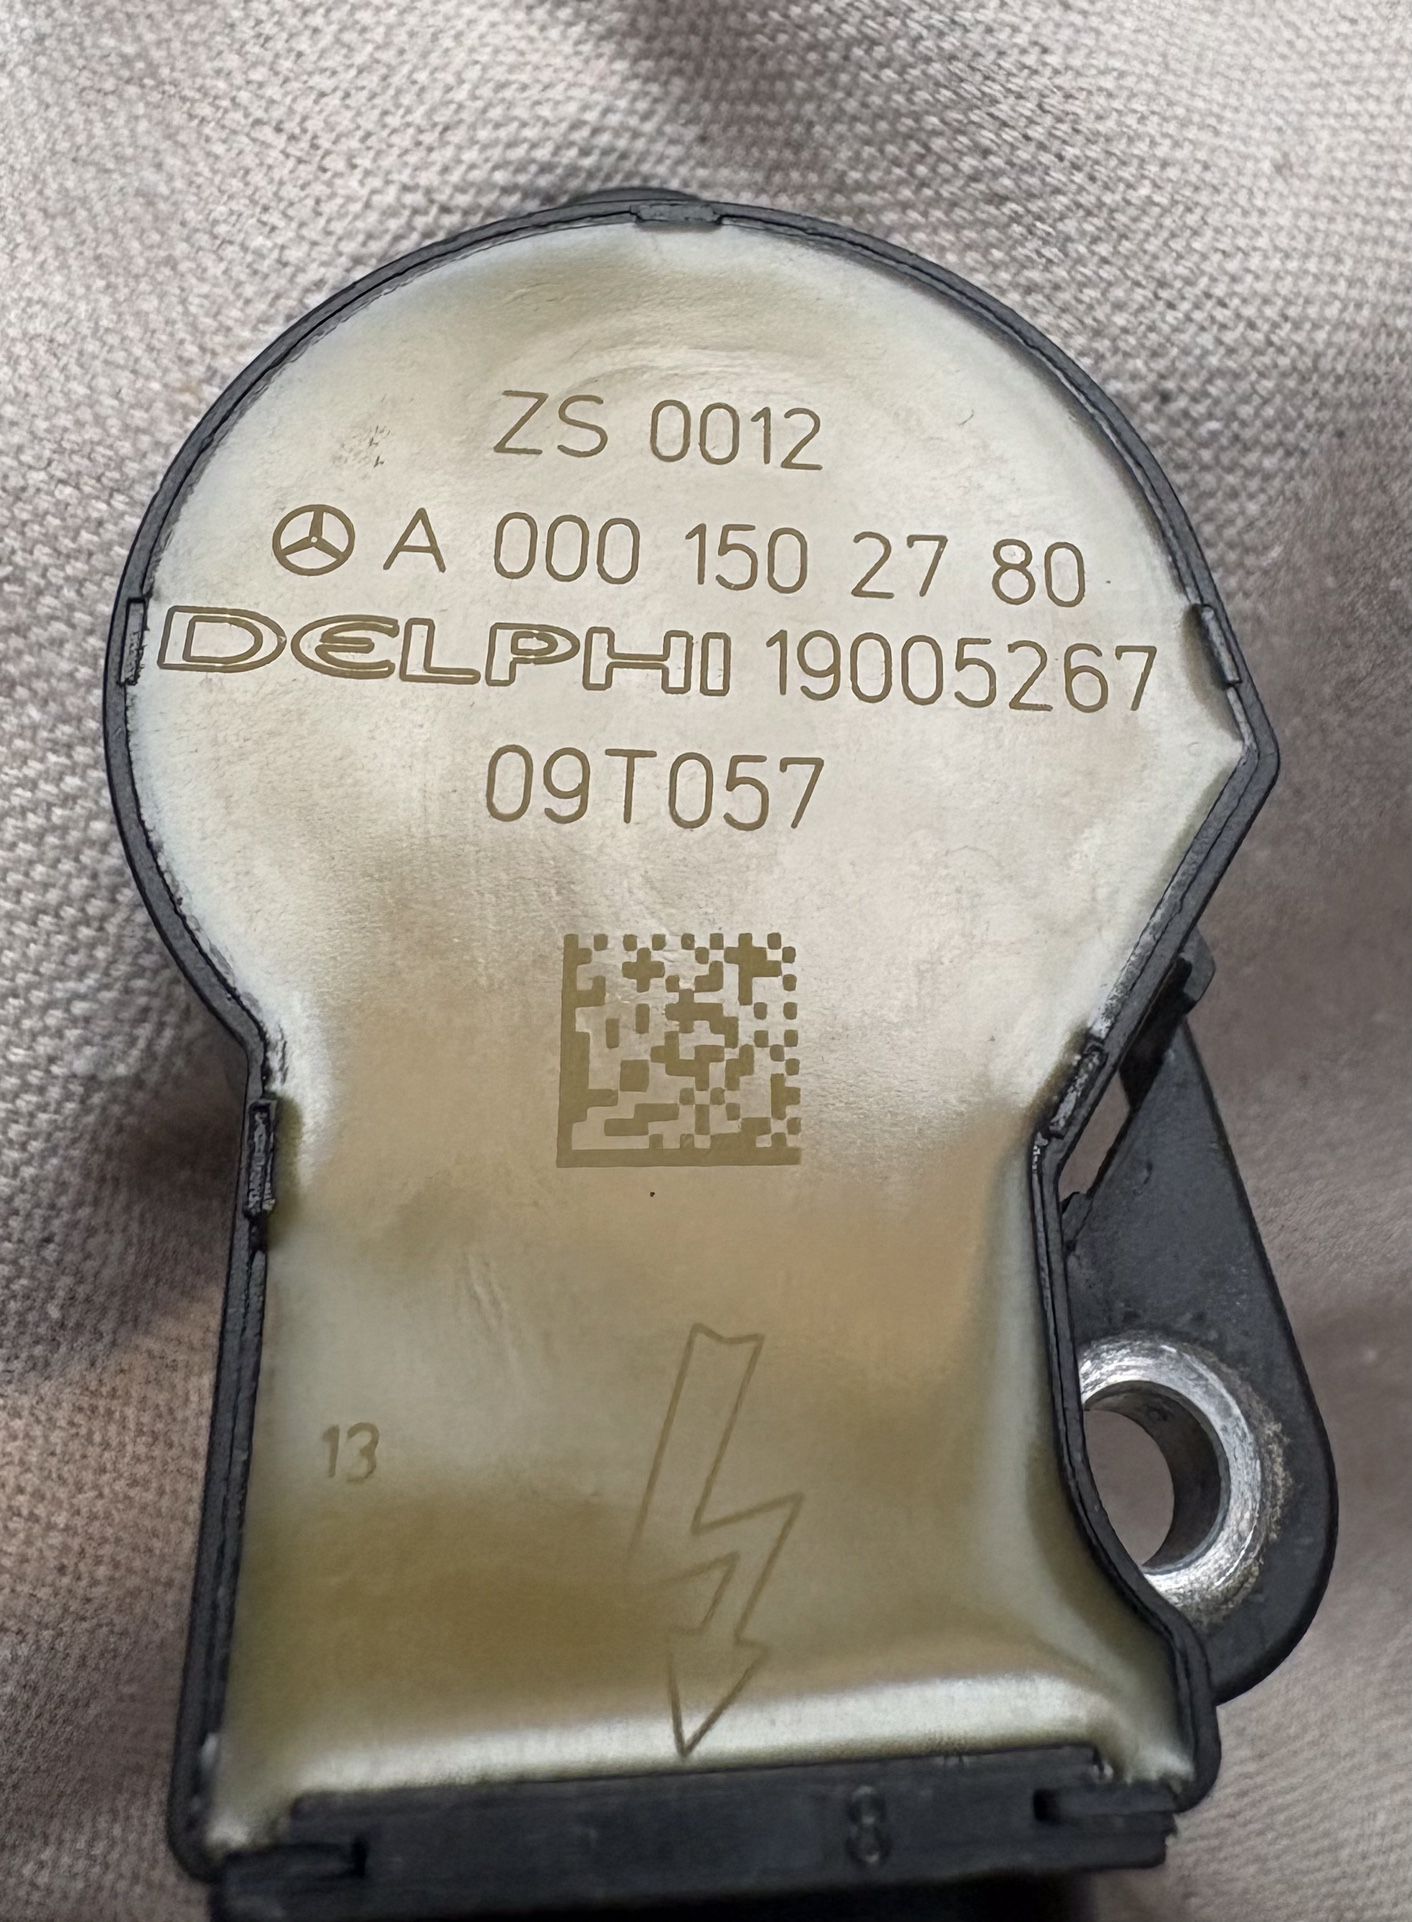 ZS 0012
A 000 150 27 80
DELPHI 19005267
09T057
13
8